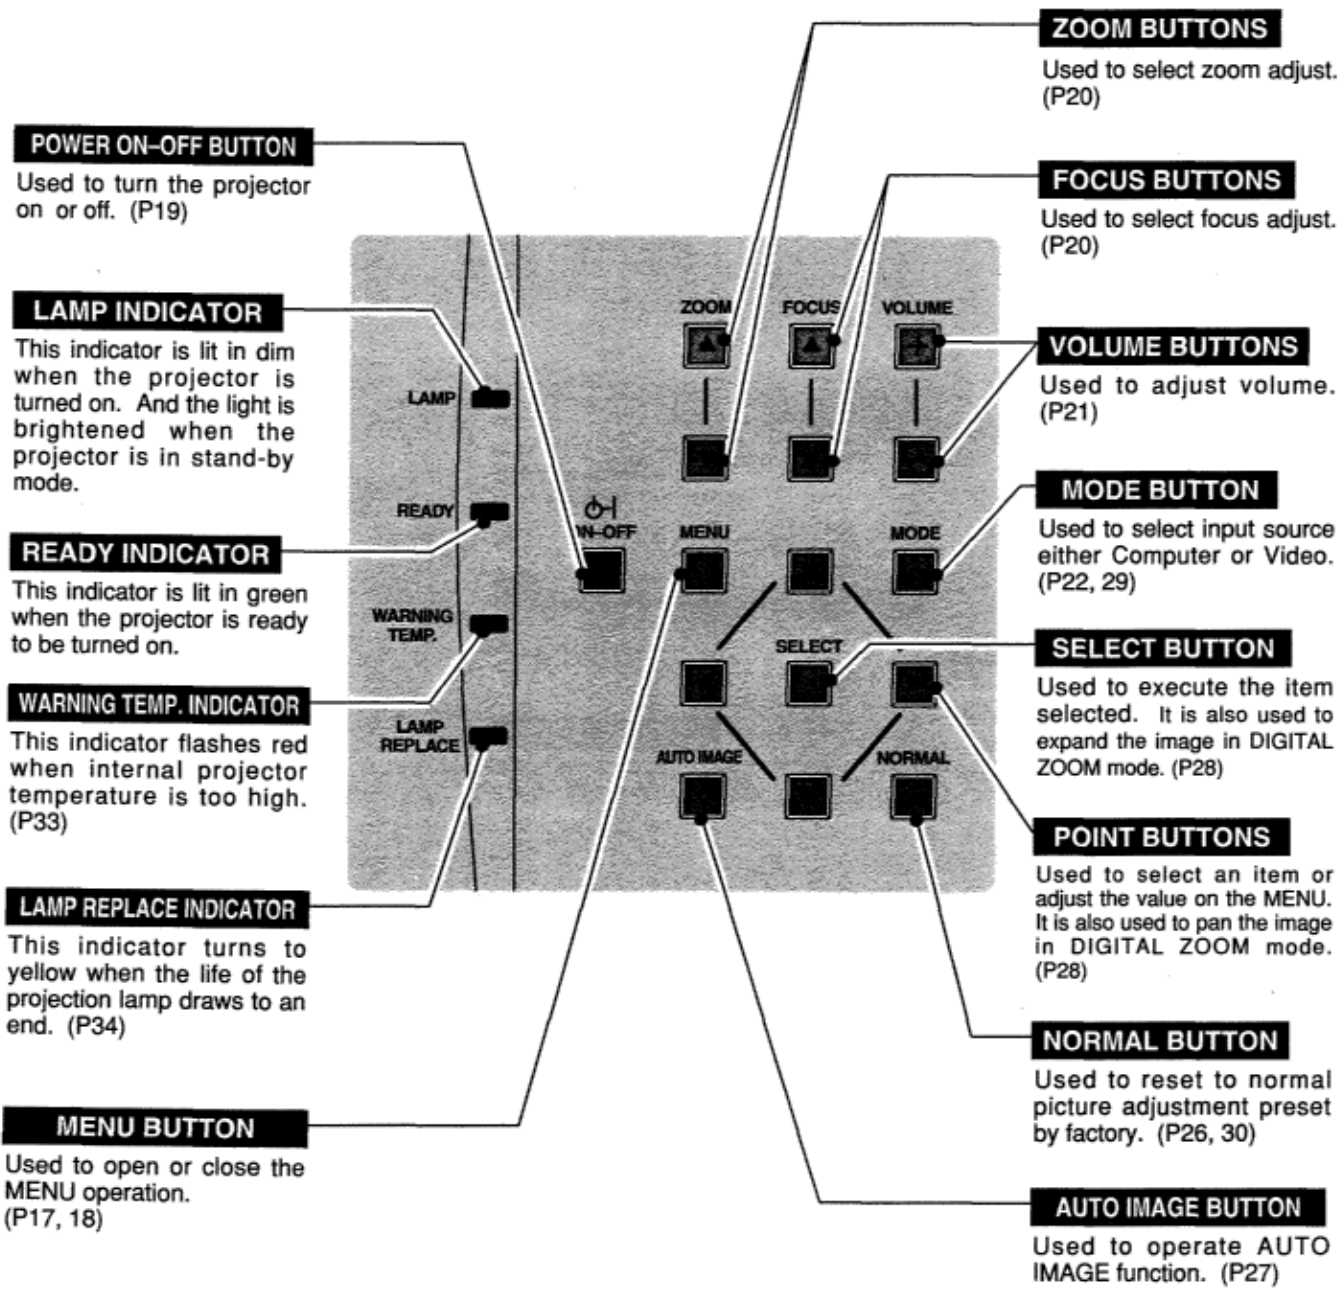 POWER ON–OFF BUTTON
Used to turn the projector
on or off. (P19)
LAMP INDICATOR
This indicator is lit in dim
when the projector is
turned on. And the light is
brightened when the
projector is in stand-by
mode.
READY INDICATOR
This indicator is lit in green
when the projector is ready
to be turned on.
WARNING TEMP. INDICATOR
This indicator flashes red
when internal projector
temperature is too high.
(P33)
LAMP REPLACE INDICATOR
This indicator turns to
yellow when the life of the
projection lamp draws to an
end. (P34)
MENU BUTTON
Used to open or close the
MENU operation.
(P17, 18)
ZOOM FOCUS VOLUME
LAMP
READY
ON–OFF MENU MODE
WARNING
TEMP.
SELECT
LAMP
REPLACE
AUTO IMAGE NORMAL
ZOOM BUTTONS
Used to select zoom adjust.
(P20)
FOCUS BUTTONS
Used to select focus adjust.
(P20)
VOLUME BUTTONS
Used to adjust volume.
(P21)
MODE BUTTON
Used to select input source
either Computer or Video.
(P22, 29)
SELECT BUTTON
Used to execute the item
selected. It is also used to
expand the image in DIGITAL
ZOOM mode. (P28)
POINT BUTTONS
Used to select an item or
adjust the value on the MENU.
It is also used to pan the image
in DIGITAL ZOOM mode.
(P28)
NORMAL BUTTON
Used to reset to normal
picture adjustment preset
by factory. (P26, 30)
AUTO IMAGE BUTTON
Used to operate AUTO
IMAGE function. (P27)